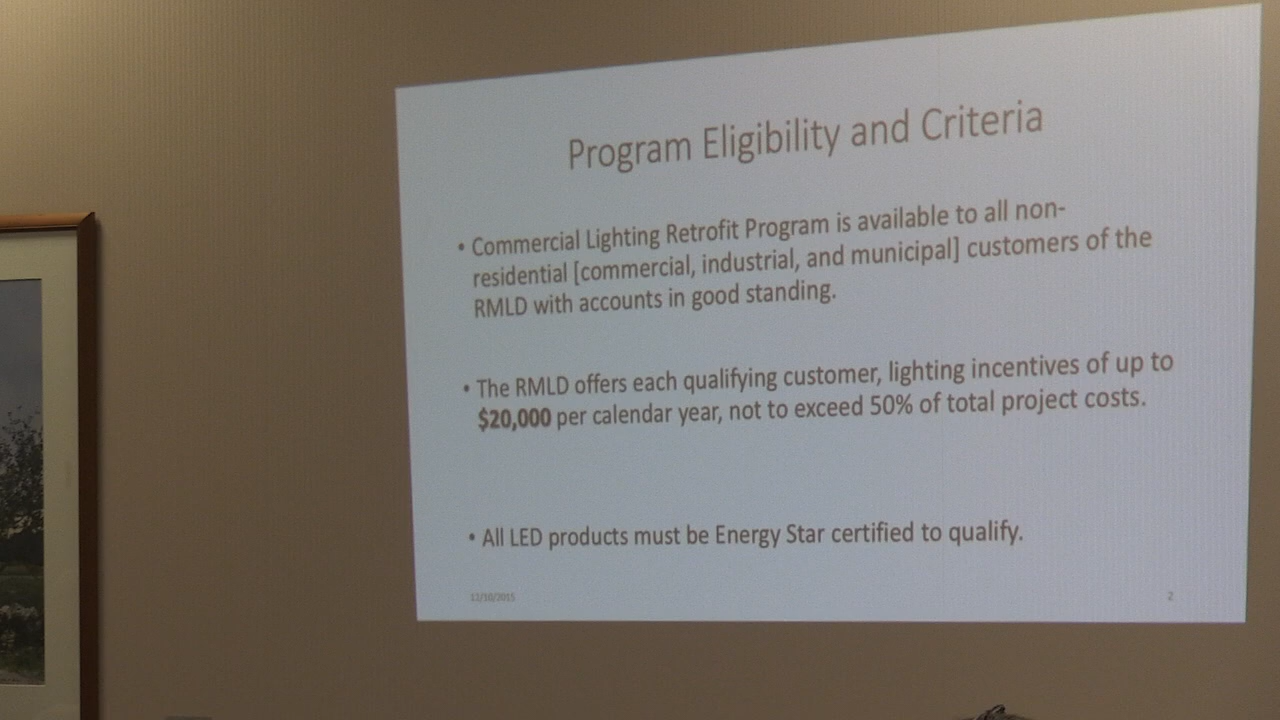 Program Eligibility and Criteria
• Commercial Lighting Retrofit Program is available to all non-
residential [commercial, industrial, and municipal] customers of the
RMLD with accounts in good standing.
• The RMLD offers each qualifying customer, lighting incentives of up to
$20,000 per calendar year, not to exceed 50% of total project costs.
• All LED products must be Energy Star certified to qualify.
12/10/2015
2